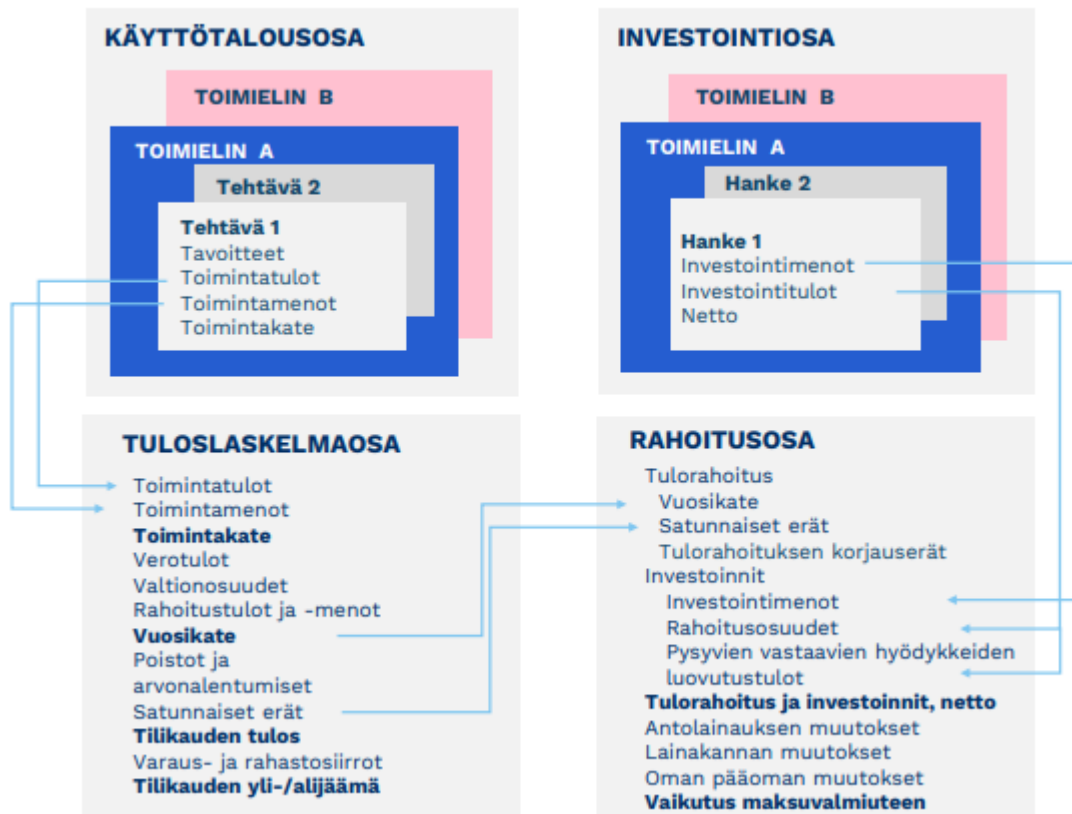 KÄYTTÖTALOUSOSA
TOIMIELIN B
TOIMIELIN A
Tehtävä 2
Tehtävä 1
Tavoitteet
Toimintatulot
Toimintamenot
Toimintakate
INVESTOINTIOSA
TOIMIELIN B
TOIMIELIN A
Hanke 2
Hanke 1
Investointimenot
Investointitulot
Netto
TULOSLASKELMAOSA
Toimintatulot
Toimintamenot
Toimintakate
Verotulot
Valtionosuudet
Rahoitustulot ja -menot
Vuosikate
Poistot ja
arvonalentumiset
Satunnaiset erät
Tilikauden tulos
Varaus- ja rahastosiirrot
Tilikauden yli-/alijäämä
RAHOITUSOSA
Tulorahoitus
Vuosikate
Satunnaiset erät
Tulorahoituksen korjauserät
Investoinnit
Investointimenot
Rahoitusosuudet
Pysyvien vastaavien hyödykkeiden
luovutustulot
Tulorahoitus ja investoinnit, netto
Antolainauksen muutokset
Lainakannan muutokset
Oman pääoman muutokset
Vaikutus maksuvalmiuteen